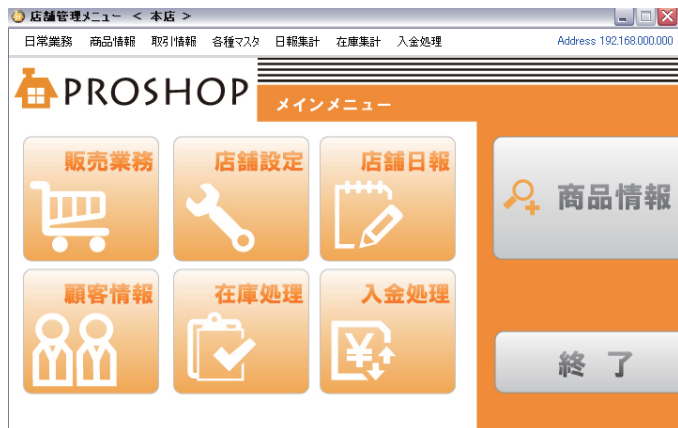 店舗管理メニュー < 本店 >
日常業務 商品情報 取引情報 各種マスタ 日報集計 在庫集計 入金処理 Address 192.168.000.000
PROSHOP
メインメニュー
販売業務 店舗設定 店舗日報
商品情報
顧客情報 在庫処理 入金処理
終 了